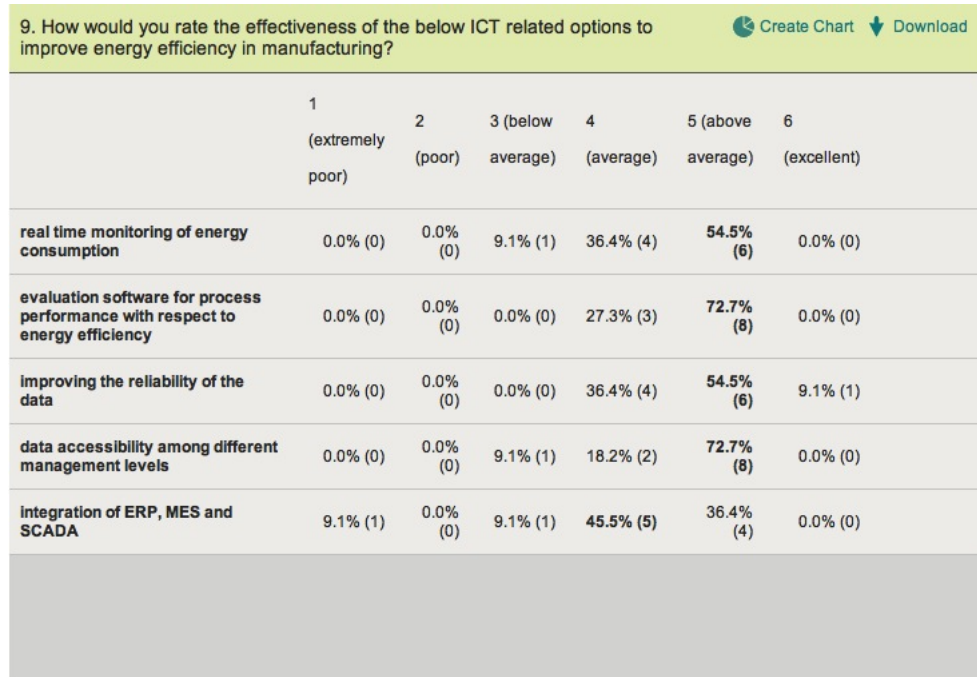 9. How would you rate the effectiveness of the below ICT related options to
improve energy efficiency in manufacturing?
Create Chart Download
1
(extremely
poor)
2
(poor)
3 (below
average)
4
(average)
5 (above
average)
6
(excellent)
real time monitoring of energy
consumption
0.0% (0)
0.0%
(0)
9.1% (1)
36.4% (4)
54.5%
(6)
0.0% (0)
evaluation software for process
performance with respect to
energy efficiency
0.0% (0)
0.0%
(0)
0.0% (0)
27.3% (3)
72.7%
(8)
0.0% (0)
improving the reliability of the
data
0.0% (0)
0.0%
(0)
0.0% (0)
36.4% (4)
54.5%
(6)
9.1% (1)
data accessibility among different
management levels
0.0% (0)
0.0%
(0)
9.1% (1)
18.2% (2)
72.7%
(8)
0.0% (0)
integration of ERP, MES and
SCADA
9.1% (1)
0.0%
(0)
9.1% (1)
45.5% (5)
36.4%
(4)
0.0% (0)